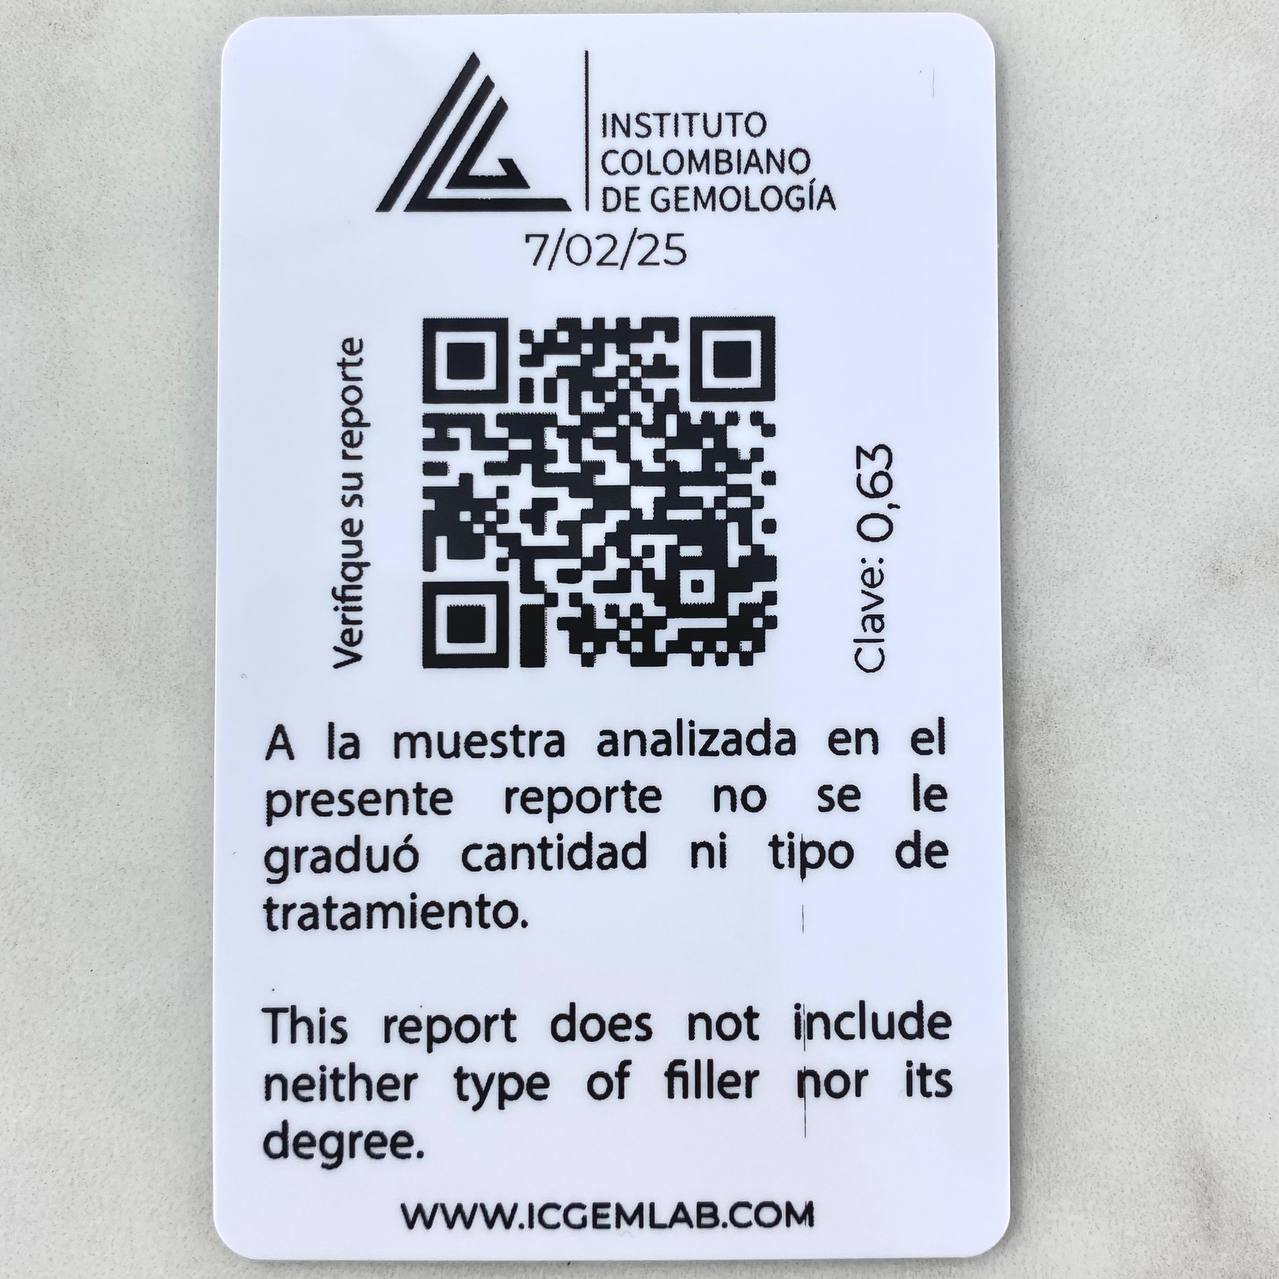 INSTITUTO
COLOMBIANO
DE GEMOLOGÍA
7/02/25
Verifique su reporte
Clave: 0,63
A la muestra analizada en el
presente reporte no se le
graduó cantidad ni tipo de
tratamiento.
This report does not include
neither type of filler nor its
degree.
WWW.ICGEMLAB.COM